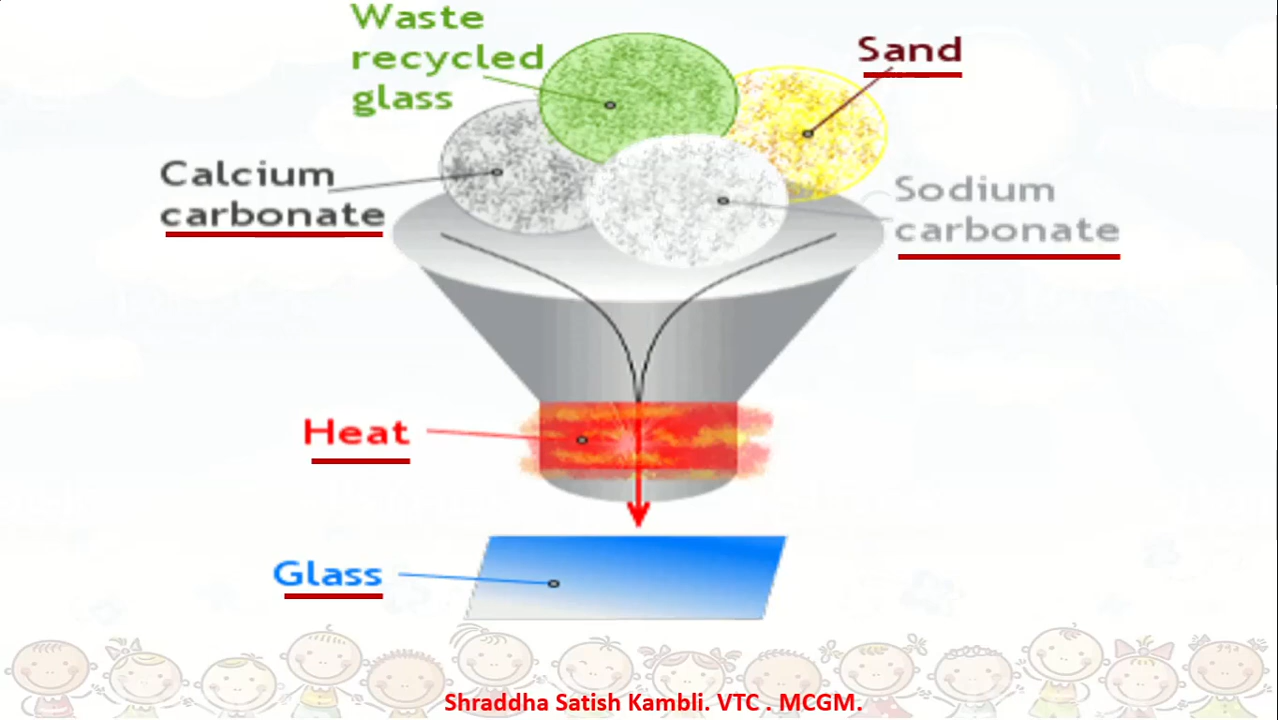 Waste
recycled
glass
Sand
Calcium
carbonate
Sodium
carbonate
Heat
Glass
Shraddha Satish Kambli. VTC . MCGM.